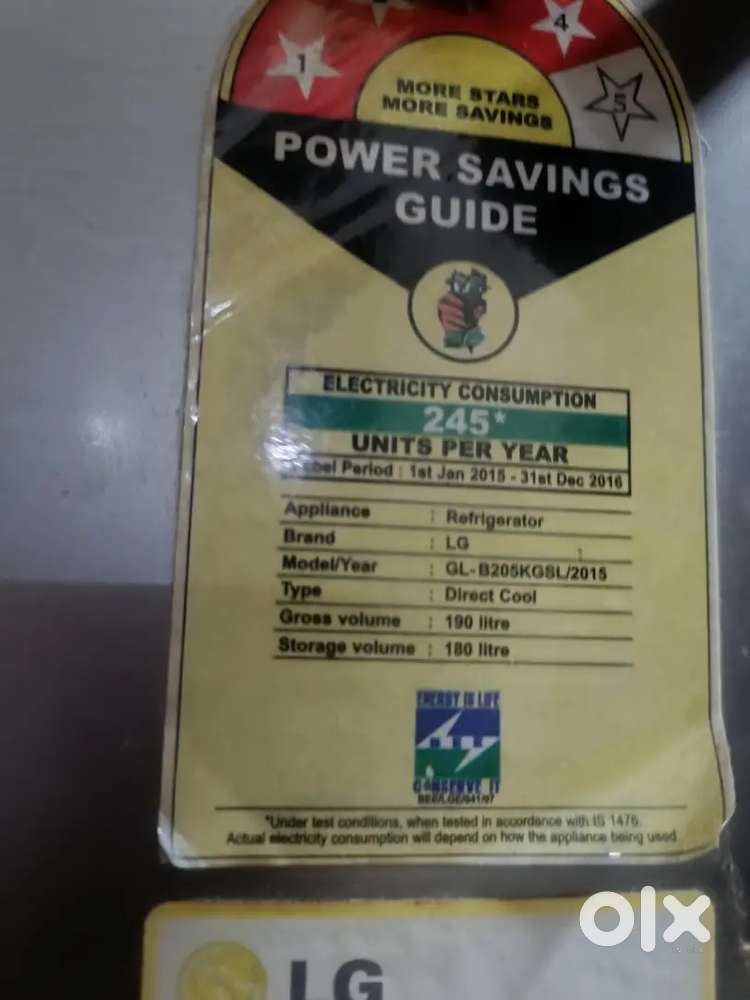 1
4
5
MORE STARS
MORE SAVINGS
POWER SAVINGS
GUIDE
ELECTRICITY CONSUMPTION
245*
UNITS PER YEAR
Label Period : 1st Jan 2015 - 31st Dec 2016
Appliance : Refrigerator
Brand : LG
Model/Year : GL-B205KGSL/2015
Type : Direct Cool
Gross volume : 190 litre
Storage volume : 180 litre
ENERGY IS LIFE
CONSERVE IT
*Under test conditions, when tested in accordance with IS 1476.
Actual electricity consumption will depend on how the appliance being used
olx
LG